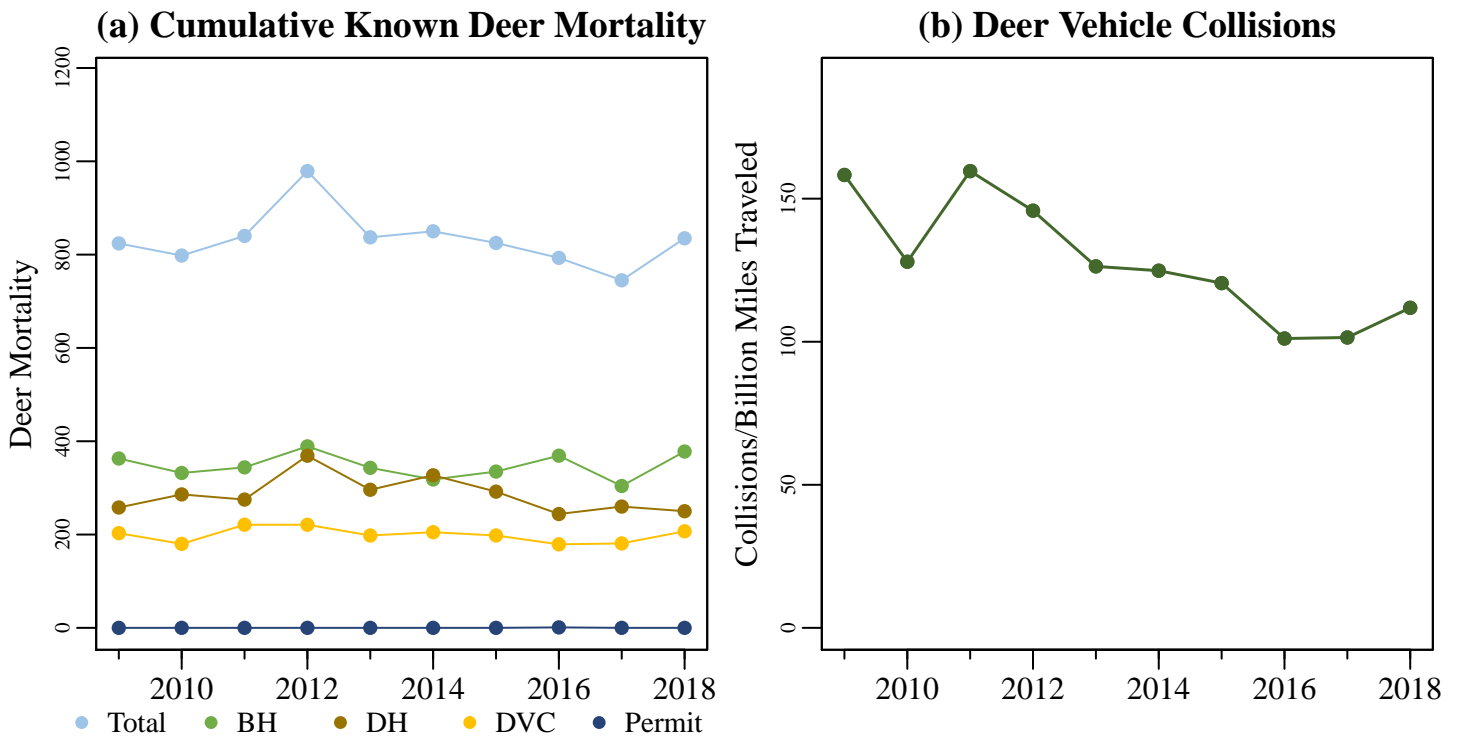 (a) Cumulative Known Deer Mortality
Deer Mortality
1200
1000
800
600
400
200
0
2010 2012 2014 2016 2018
Total BH DH DVC Permit
(b) Deer Vehicle Collisions
Collisions/Billion Miles Traveled
150
100
50
0
2010 2012 2014 2016 2018